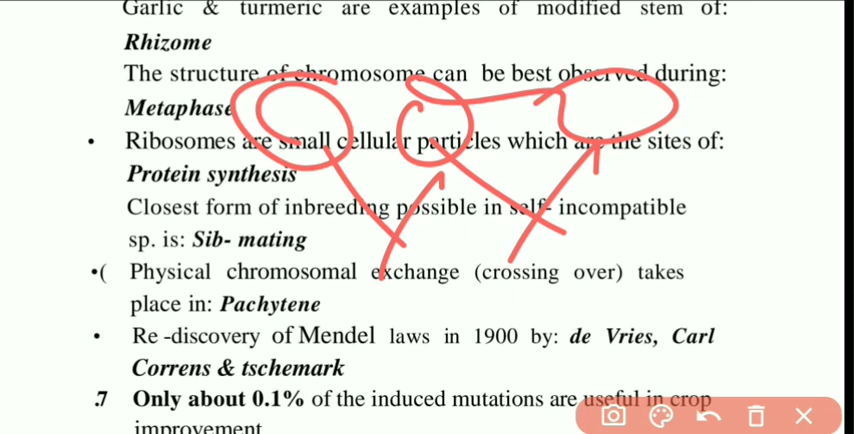 Garlic & turmeric are examples of modified stem of:
Rhizome
The structure of chromosome can be best observed during:
Metaphase
• Ribosomes are small cellular particles which are the sites of:
Protein synthesis
Closest form of inbreeding possible in self- incompatible
sp. is: Sib- mating
•( Physical chromosomal exchange (crossing over) takes
place in: Pachytene
• Re -discovery of Mendel laws in 1900 by: de Vries, Carl
Correns & tschemark
.7 Only about 0.1% of the induced mutations are useful in crop
improvement